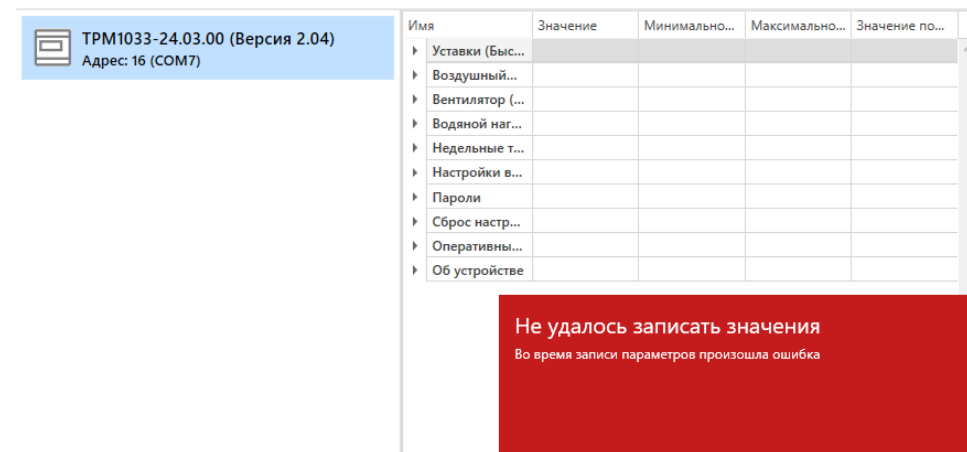 ТРМ1033-24.03.00 (Версия 2.04)
Адрес: 16 (COM7)
Имя Значение Минимально... Максимально... Значение по...
Уставки (Быс...
Воздушный...
Вентилятор (...
Водяной наг...
Недельные т...
Настройки в...
Пароли
Сброс настр...
Оперативны...
Об устройстве
Не удалось записать значения
Во время записи параметров произошла ошибка